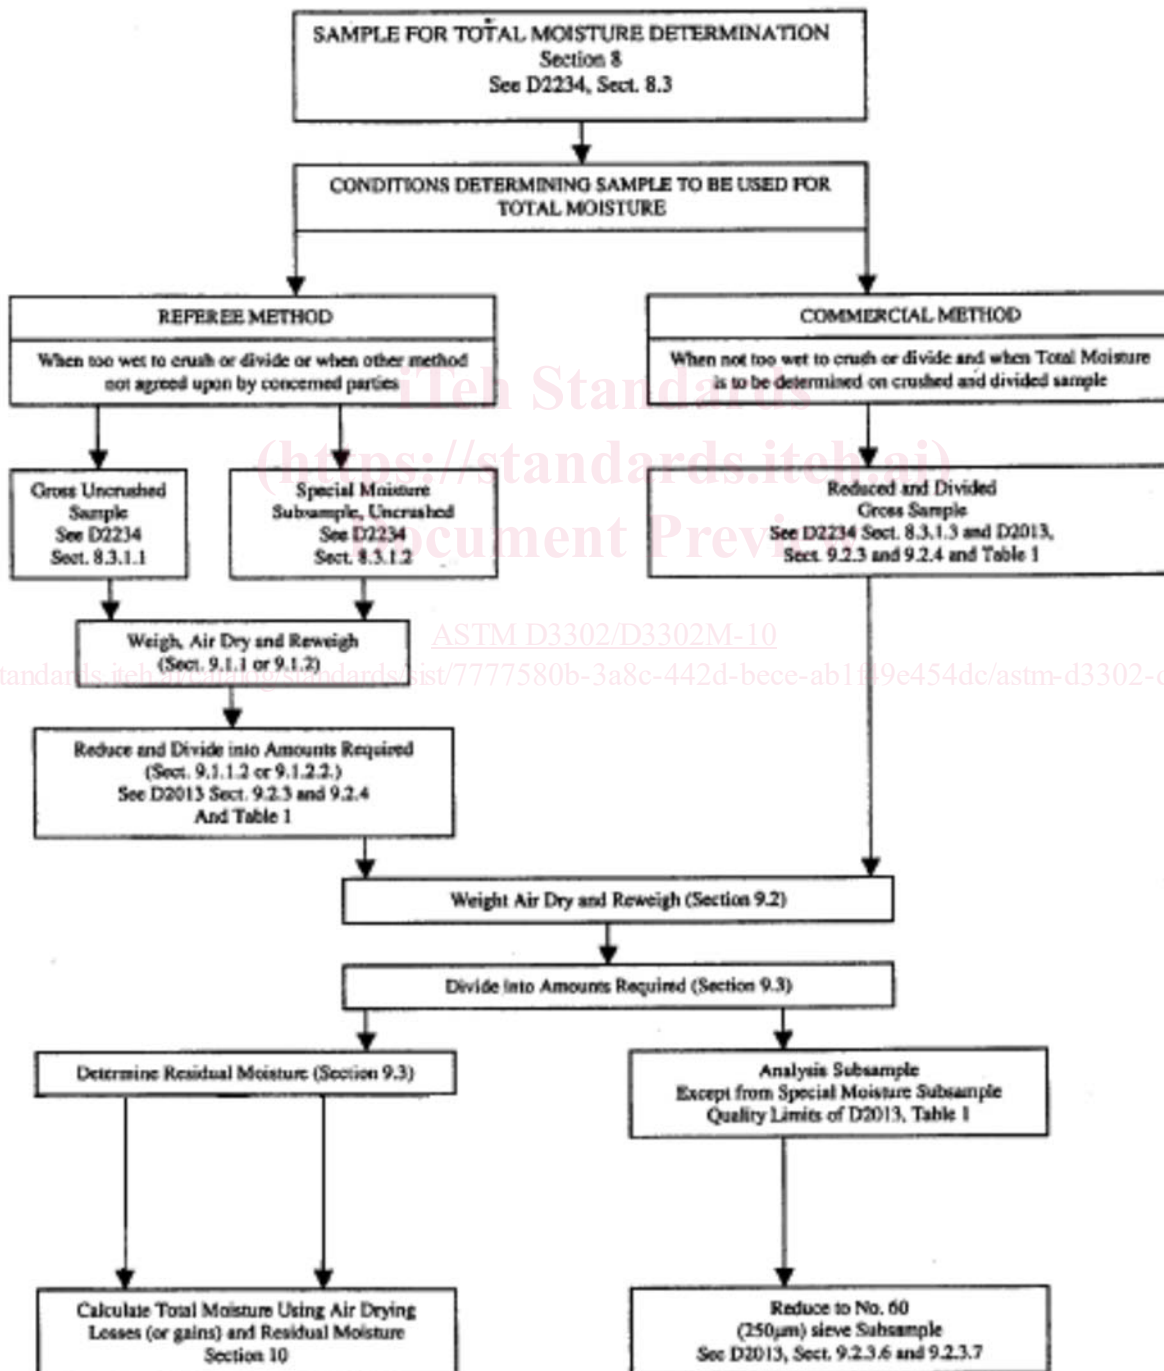 SAMPLE FOR TOTAL MOISTURE DETERMINATION
Section 8
See D2234, Sect. 8.3
CONDITIONS DETERMINING SAMPLE TO BE USED FOR
TOTAL MOISTURE
REFEREE METHOD
When too wet to crush or divide or when other method
not agreed upon by concerned parties
COMMERCIAL METHOD
When not too wet to crush or divide and when Total Moisture
is to be determined on crushed and divided sample
iTeh Standards
(https://standards.iteh.ai)
Document Preview
Gross Uncrushed
Sample
See D2234
Sect. 8.3.1.1
Special Moisture
Subsample, Uncrushed
See D2234
Sect. 8.3.1.2
Reduced and Divided
Gross Sample
See D2234 Sect. 8.3.1.3 and D2013,
Sect. 9.2.3 and 9.2.4 and Table 1
Weigh, Air Dry and Reweigh
(Sect. 9.1.1 or 9.1.2)
ASTM D3302/D3302M-10
standards/sist/7777580b-3a8c-442d-bece-ab1f49e454dc/astm-d3302-d
Reduce and Divide into Amounts Required
(Sect. 9.1.1.2 or 9.1.2.2.)
See D2013 Sect. 9.2.3 and 9.2.4
And Table 1
Weight Air Dry and Reweigh (Section 9.2)
Divide into Amounts Required (Section 9.3)
Determine Residual Moisture (Section 9.3)
Analysis Subsample
Except from Special Moisture Subsample
Quality Limits of D2013, Table 1
Calculate Total Moisture Using Air Drying
Losses (or gains) and Residual Moisture
Section 10
Reduce to No. 60
(250µm) sieve Subsample
See D2013, Sect. 9.2.3.6 and 9.2.3.7